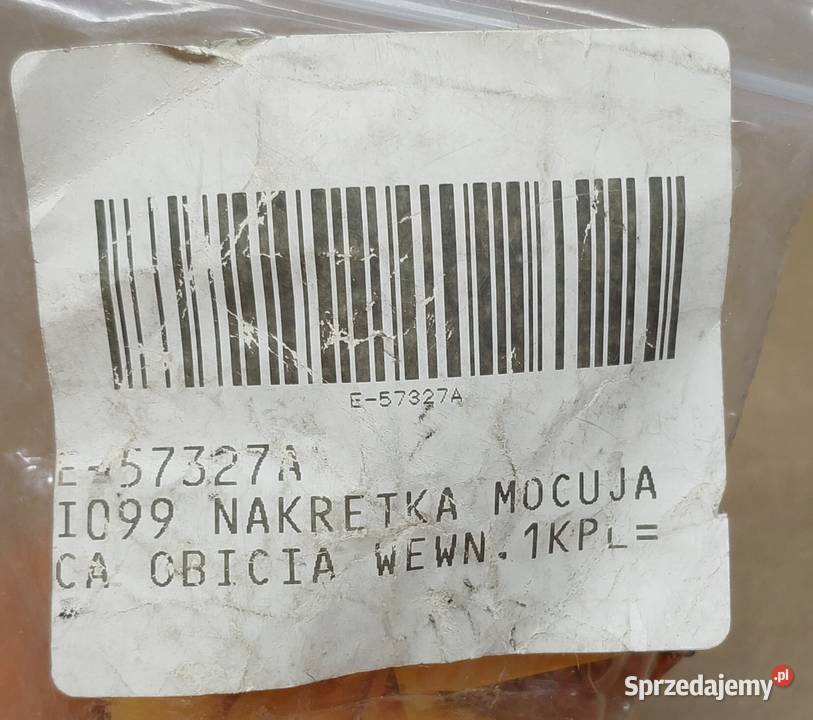 E-57327A
E-57327A
I099 NAKRETKA MOCUJA
CA OBICIA WEWN.1KPL=
Sprzedajemy.pl